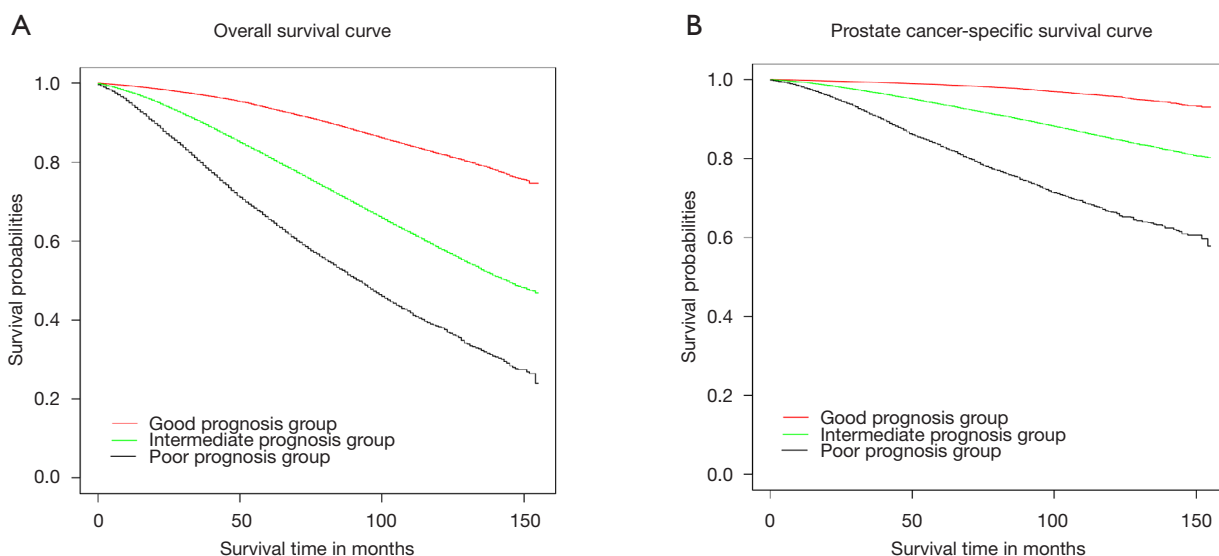 A
Overall survival curve
Survival probabilities
1.0
0.8
0.6
0.4
0.2
0.0
Good prognosis group
Intermediate prognosis group
Poor prognosis group
0 50 100 150
Survival time in months
B
Prostate cancer-specific survival curve
Survival probabilities
1.0
0.8
0.6
0.4
0.2
0.0
Good prognosis group
Intermediate prognosis group
Poor prognosis group
0 50 100 150
Survival time in months